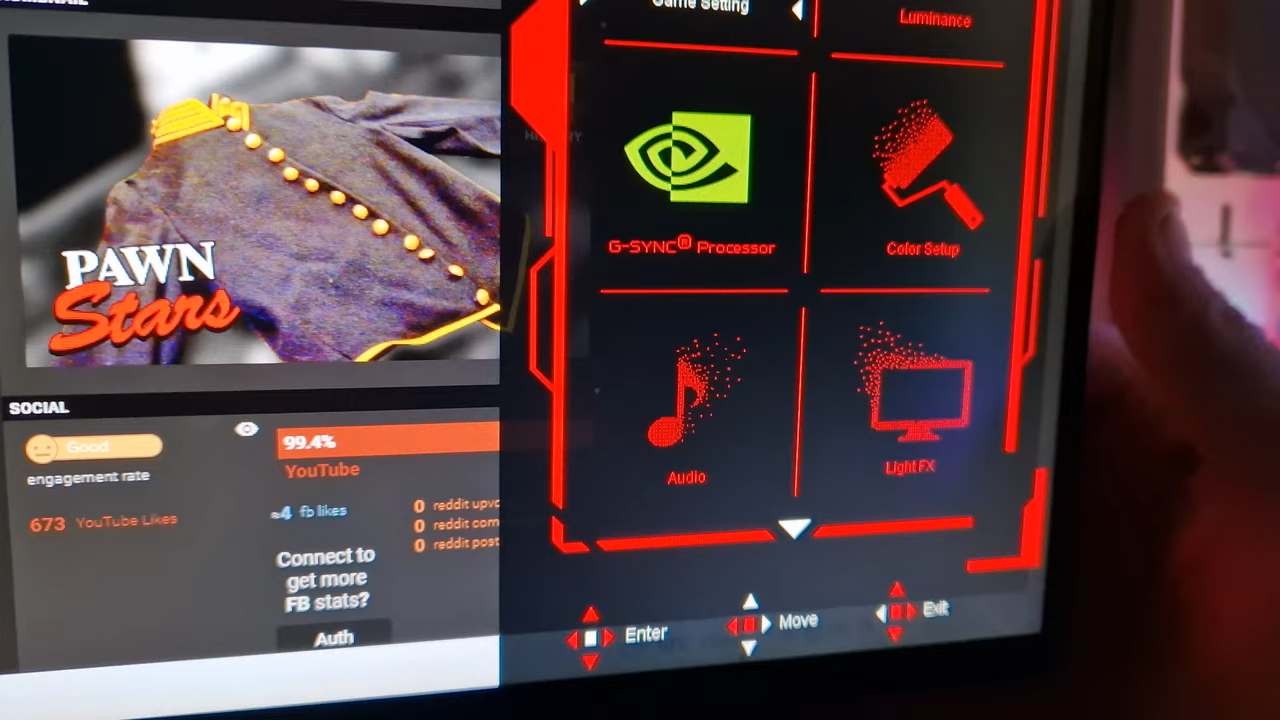 PAWN
Stars
SOCIAL
Good
engagement rate
673 YouTube Likes
99.4%
YouTube
≈4 fb likes
0 reddit
0 reddit
0 reddit
Connect to
get more
FB stats?
Auth
Game Setting
Luminance
G-SYNC® Processor
Color Setup
Audio
Light FX
Enter
Move
Exit